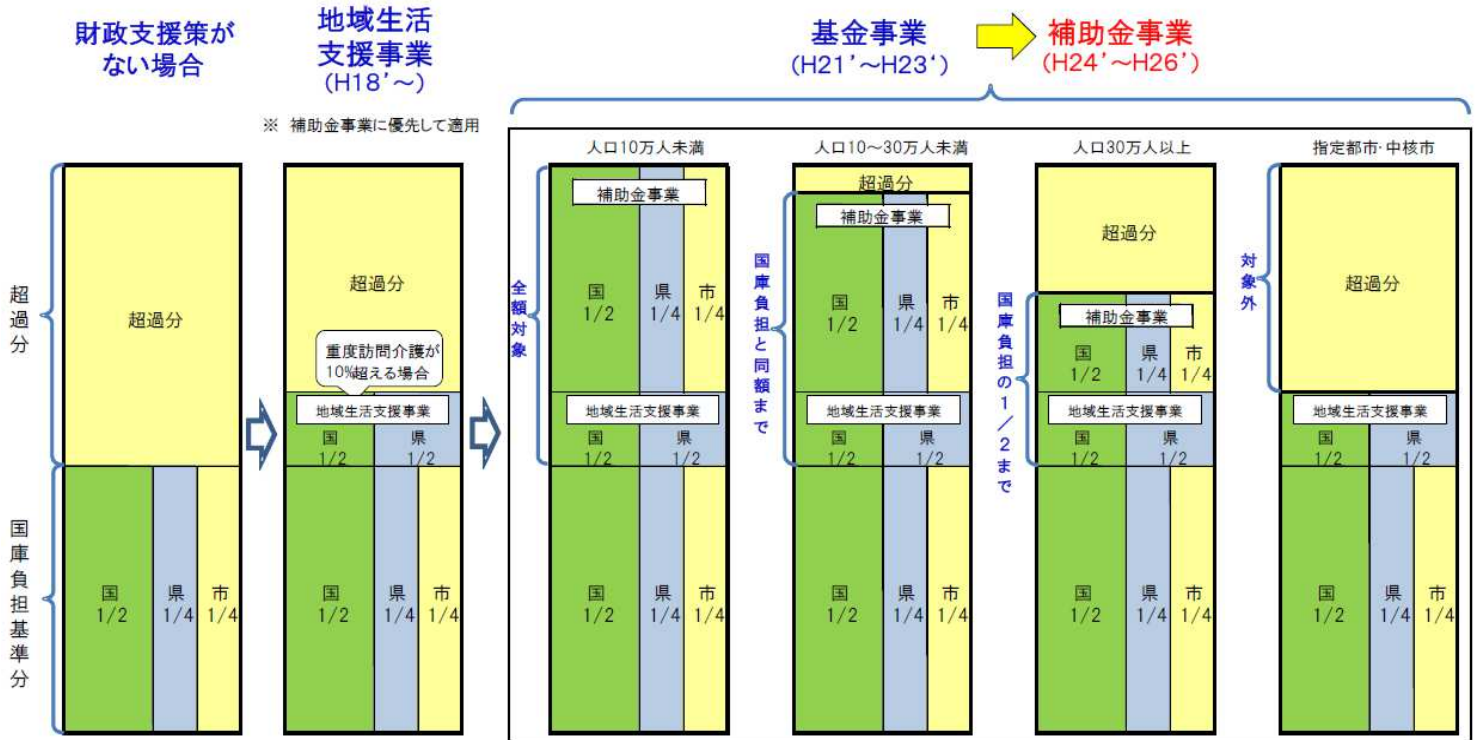 財政支援策が
ない場合
地域生活
支援事業
(H18'～)
※ 補助金事業に優先して適用
基金事業
(H21'～H23‘)
補助金事業
(H24'～H26')
人口10万人未満
人口10～30万人未満
人口30万人以上
指定都市・中核市
超過分
国庫負担基準分
超過分
国
1/2
県
1/4
市
1/4
超過分
重度訪問介護が
10%超える場合
地域生活支援事業
国
1/2
県
1/2
国
1/2
県
1/4
市
1/4
全額対象
補助金事業
国
1/2
県
1/4
市
1/4
地域生活支援事業
国
1/2
県
1/2
国
1/2
県
1/4
市
1/4
国庫負担と同額まで
超過分
補助金事業
国
1/2
県
1/4
市
1/4
地域生活支援事業
国
1/2
県
1/2
国
1/2
県
1/4
市
1/4
国庫負担の1/2まで
超過分
補助金事業
国
1/2
県
1/4
市
1/4
地域生活支援事業
国
1/2
県
1/2
国
1/2
県
1/4
市
1/4
対象外
超過分
地域生活支援事業
国
1/2
県
1/2
国
1/2
県
1/4
市
1/4